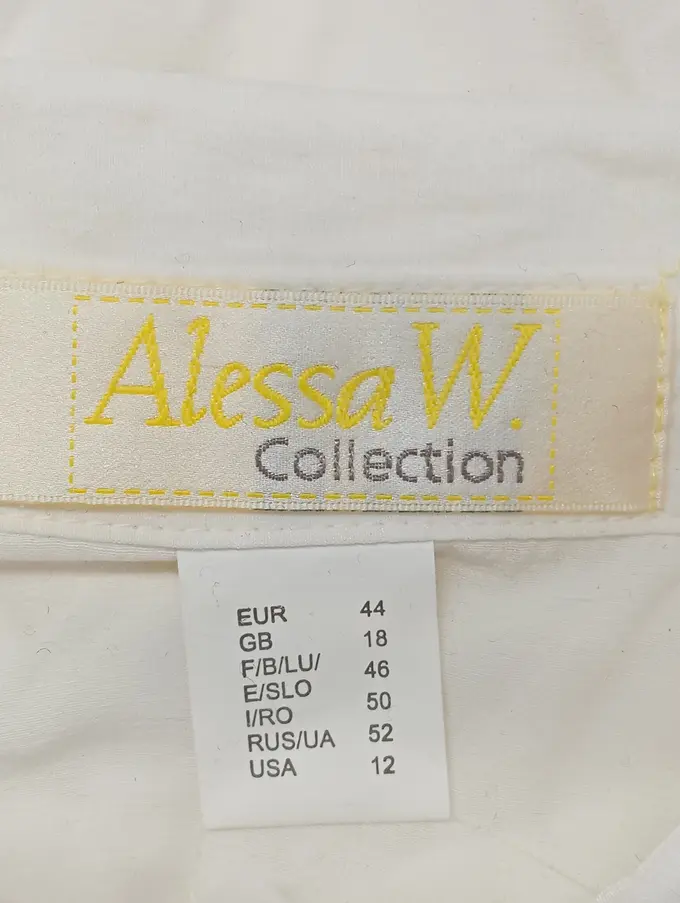 Alessa W.
Collection
EUR 44
GB 18
F/B/LU/ 46
E/SLO
I/RO 50
RUS/UA 52
USA 12